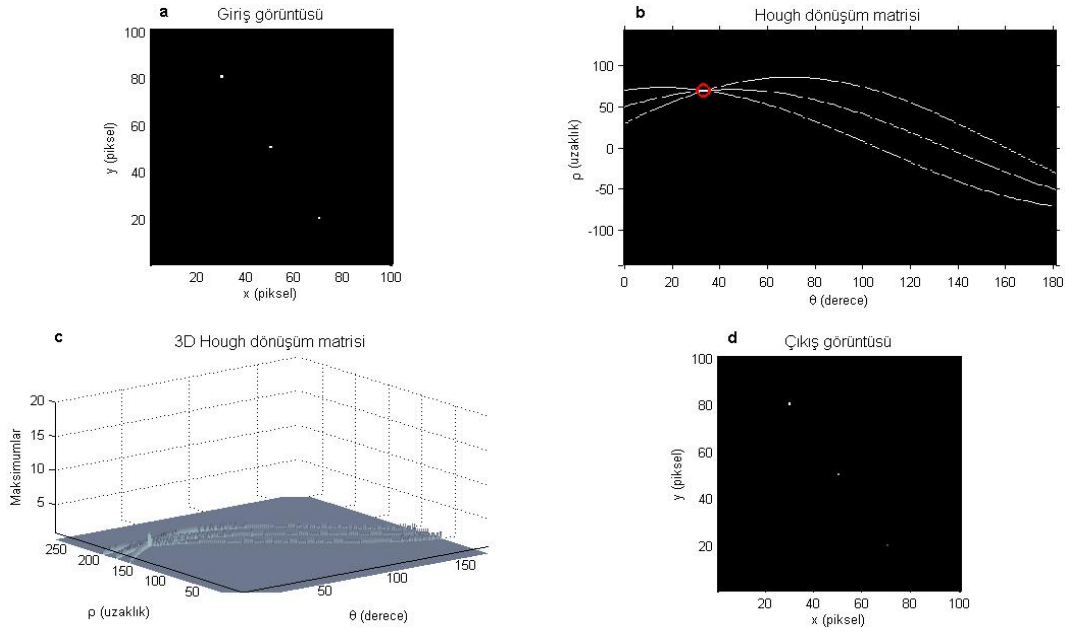 a
Giriş görüntüsü
100
80
60
40
20
20 40 60 80 100
y (piksel)
x (piksel)
b
Hough dönüşüm matrisi
100
50
0
-50
-100
0 20 40 60 80 100 120 140 160 180
ρ (uzaklık)
θ (derece)
c
3D Hough dönüşüm matrisi
20
15
10
5
Maksimumlar
250 200 150 100 50
50 100 150
ρ (uzaklık)
θ (derece)
d
Çıkış görüntüsü
100
80
60
40
20
20 40 60 80 100
y (piksel)
x (piksel)